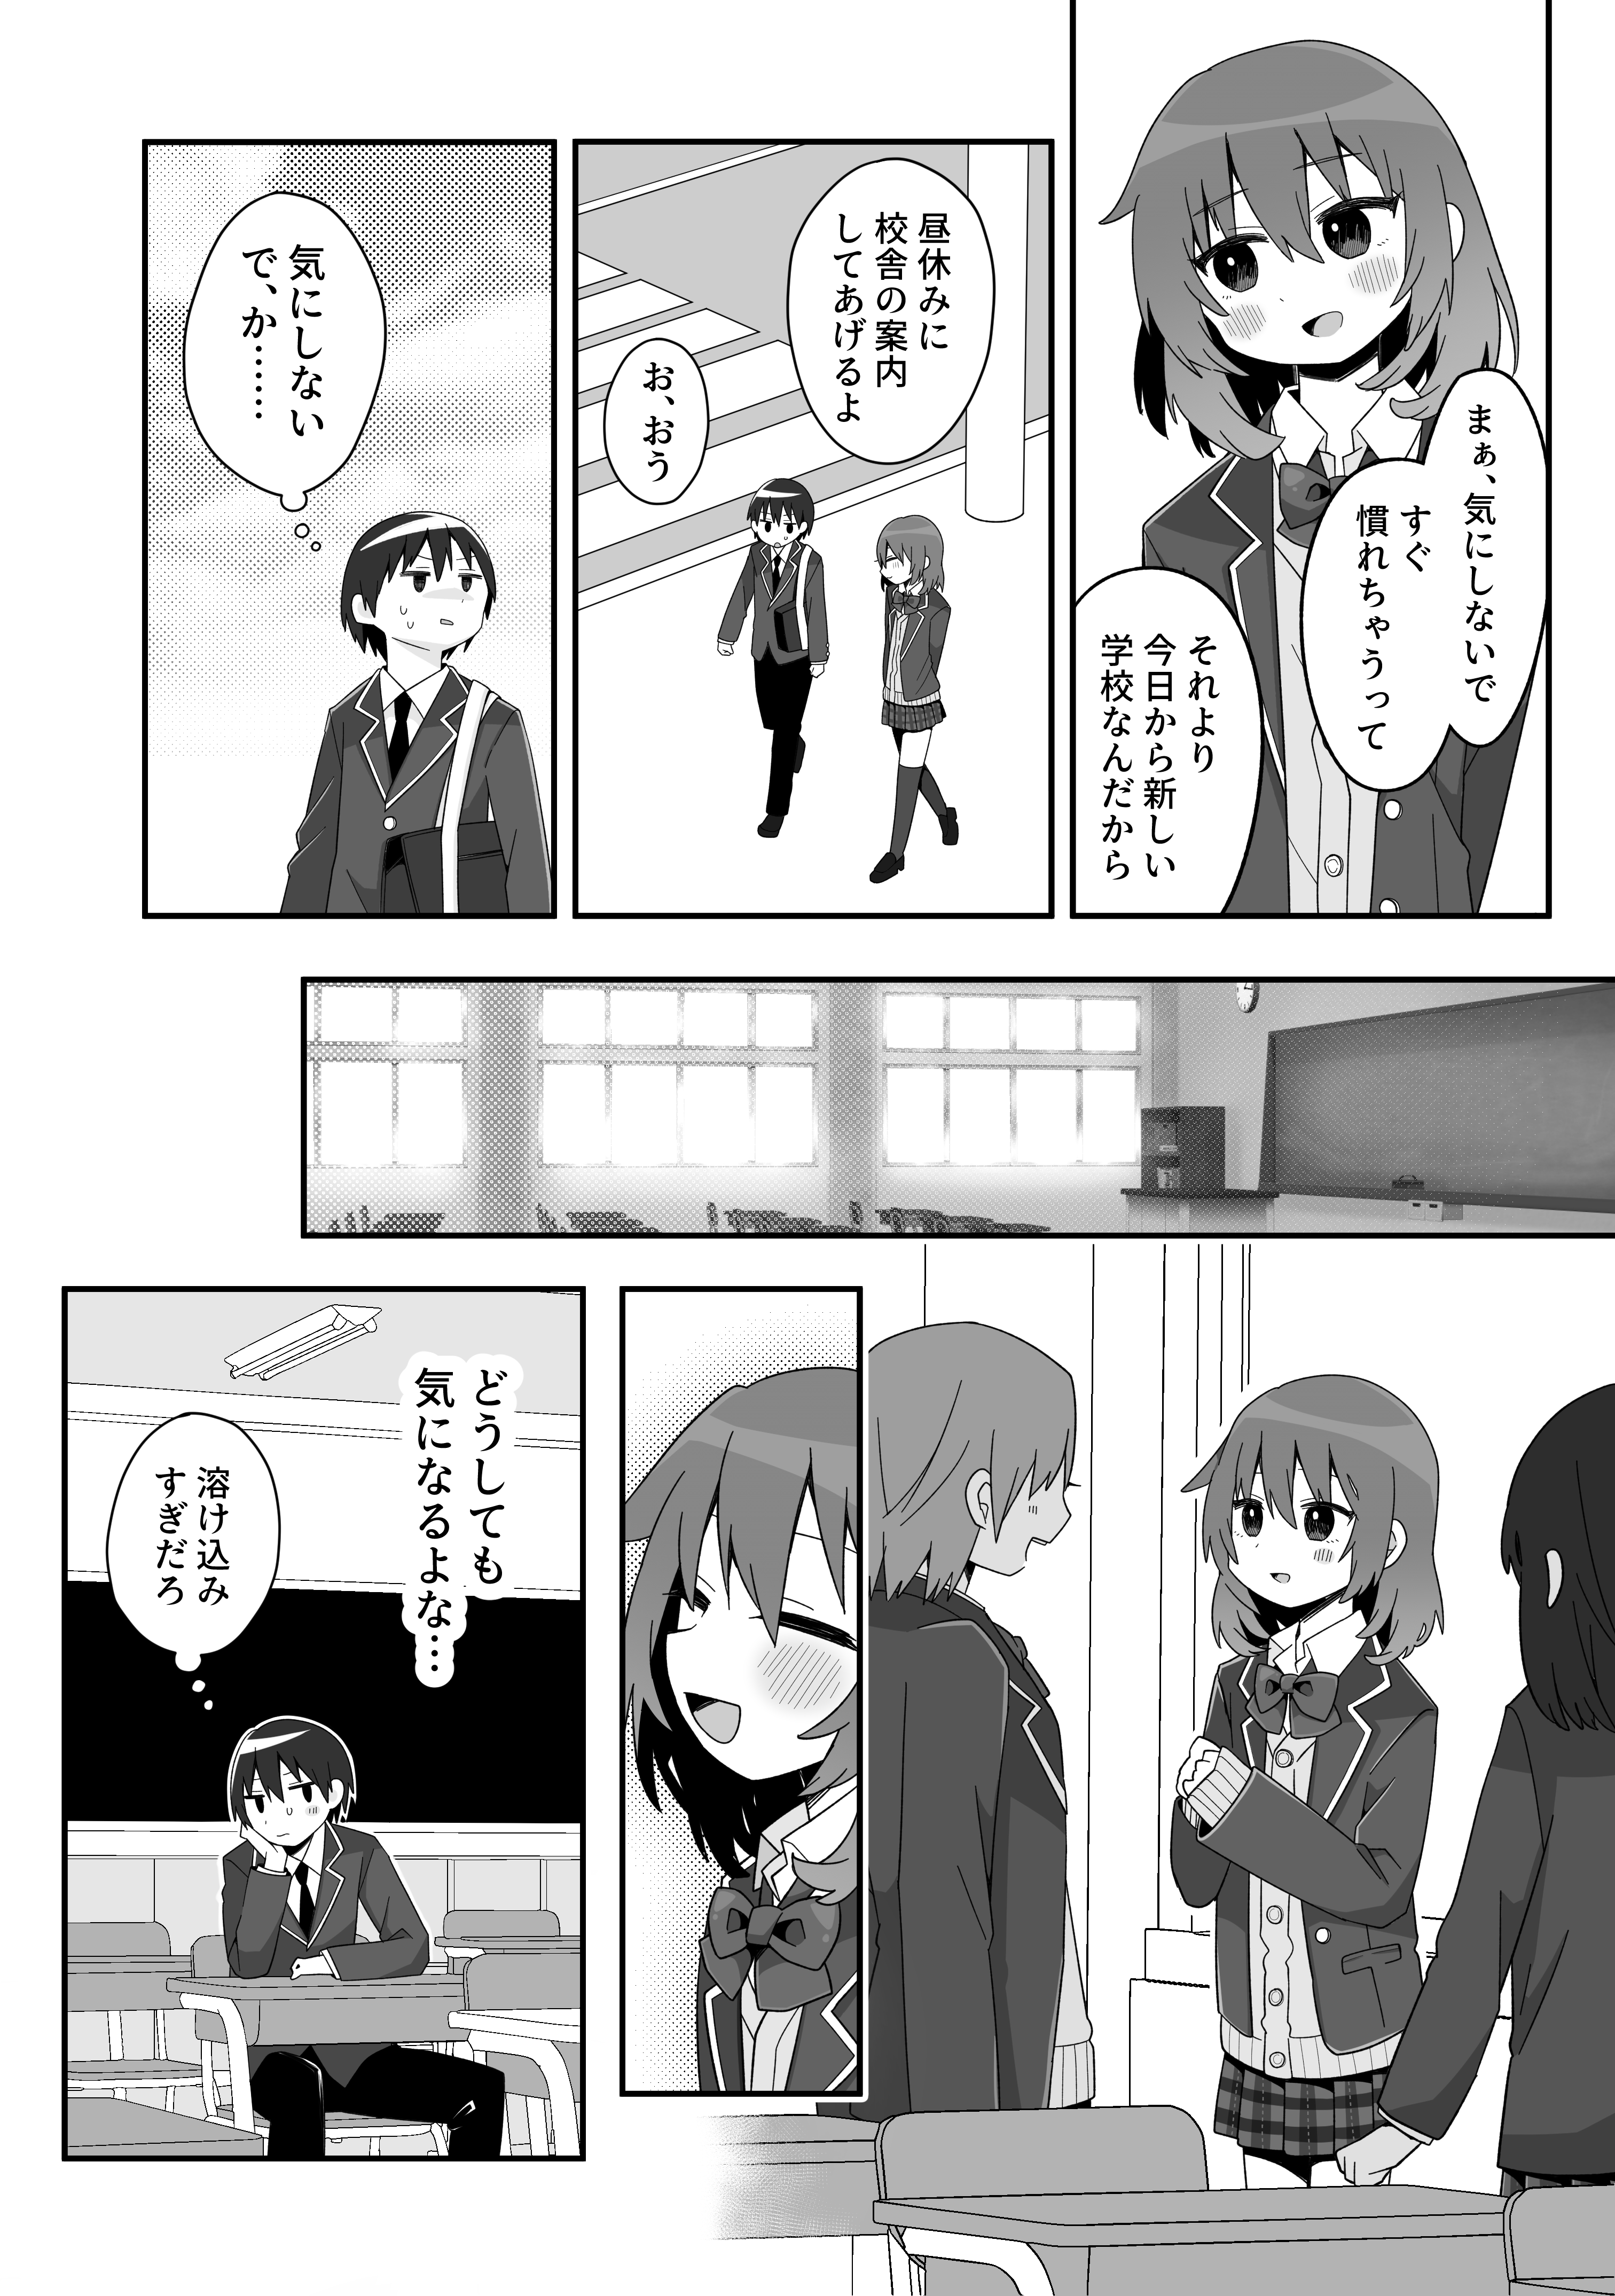 まぁ、気にしないで
すぐ
慣れちゃうって
それより
今日から新しい
学校なんだから
昼休みに
校舎の案内
してあげるよ
お、おう
気にしない
で、か……
どうしても
気になるよな…
溶け込み
すぎだろ